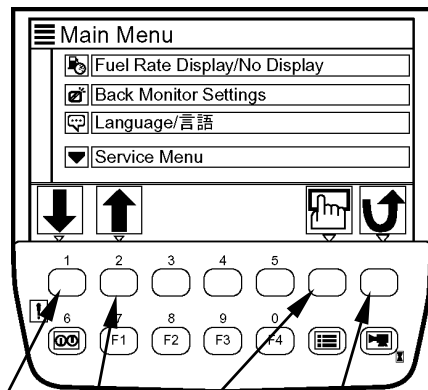 Main Menu
Fuel Rate Display/No Display
Back Monitor Settings
Language/言語
Service Menu
1 2 3 4 5
6 7 8 9 0
F1 F2 F3 F4